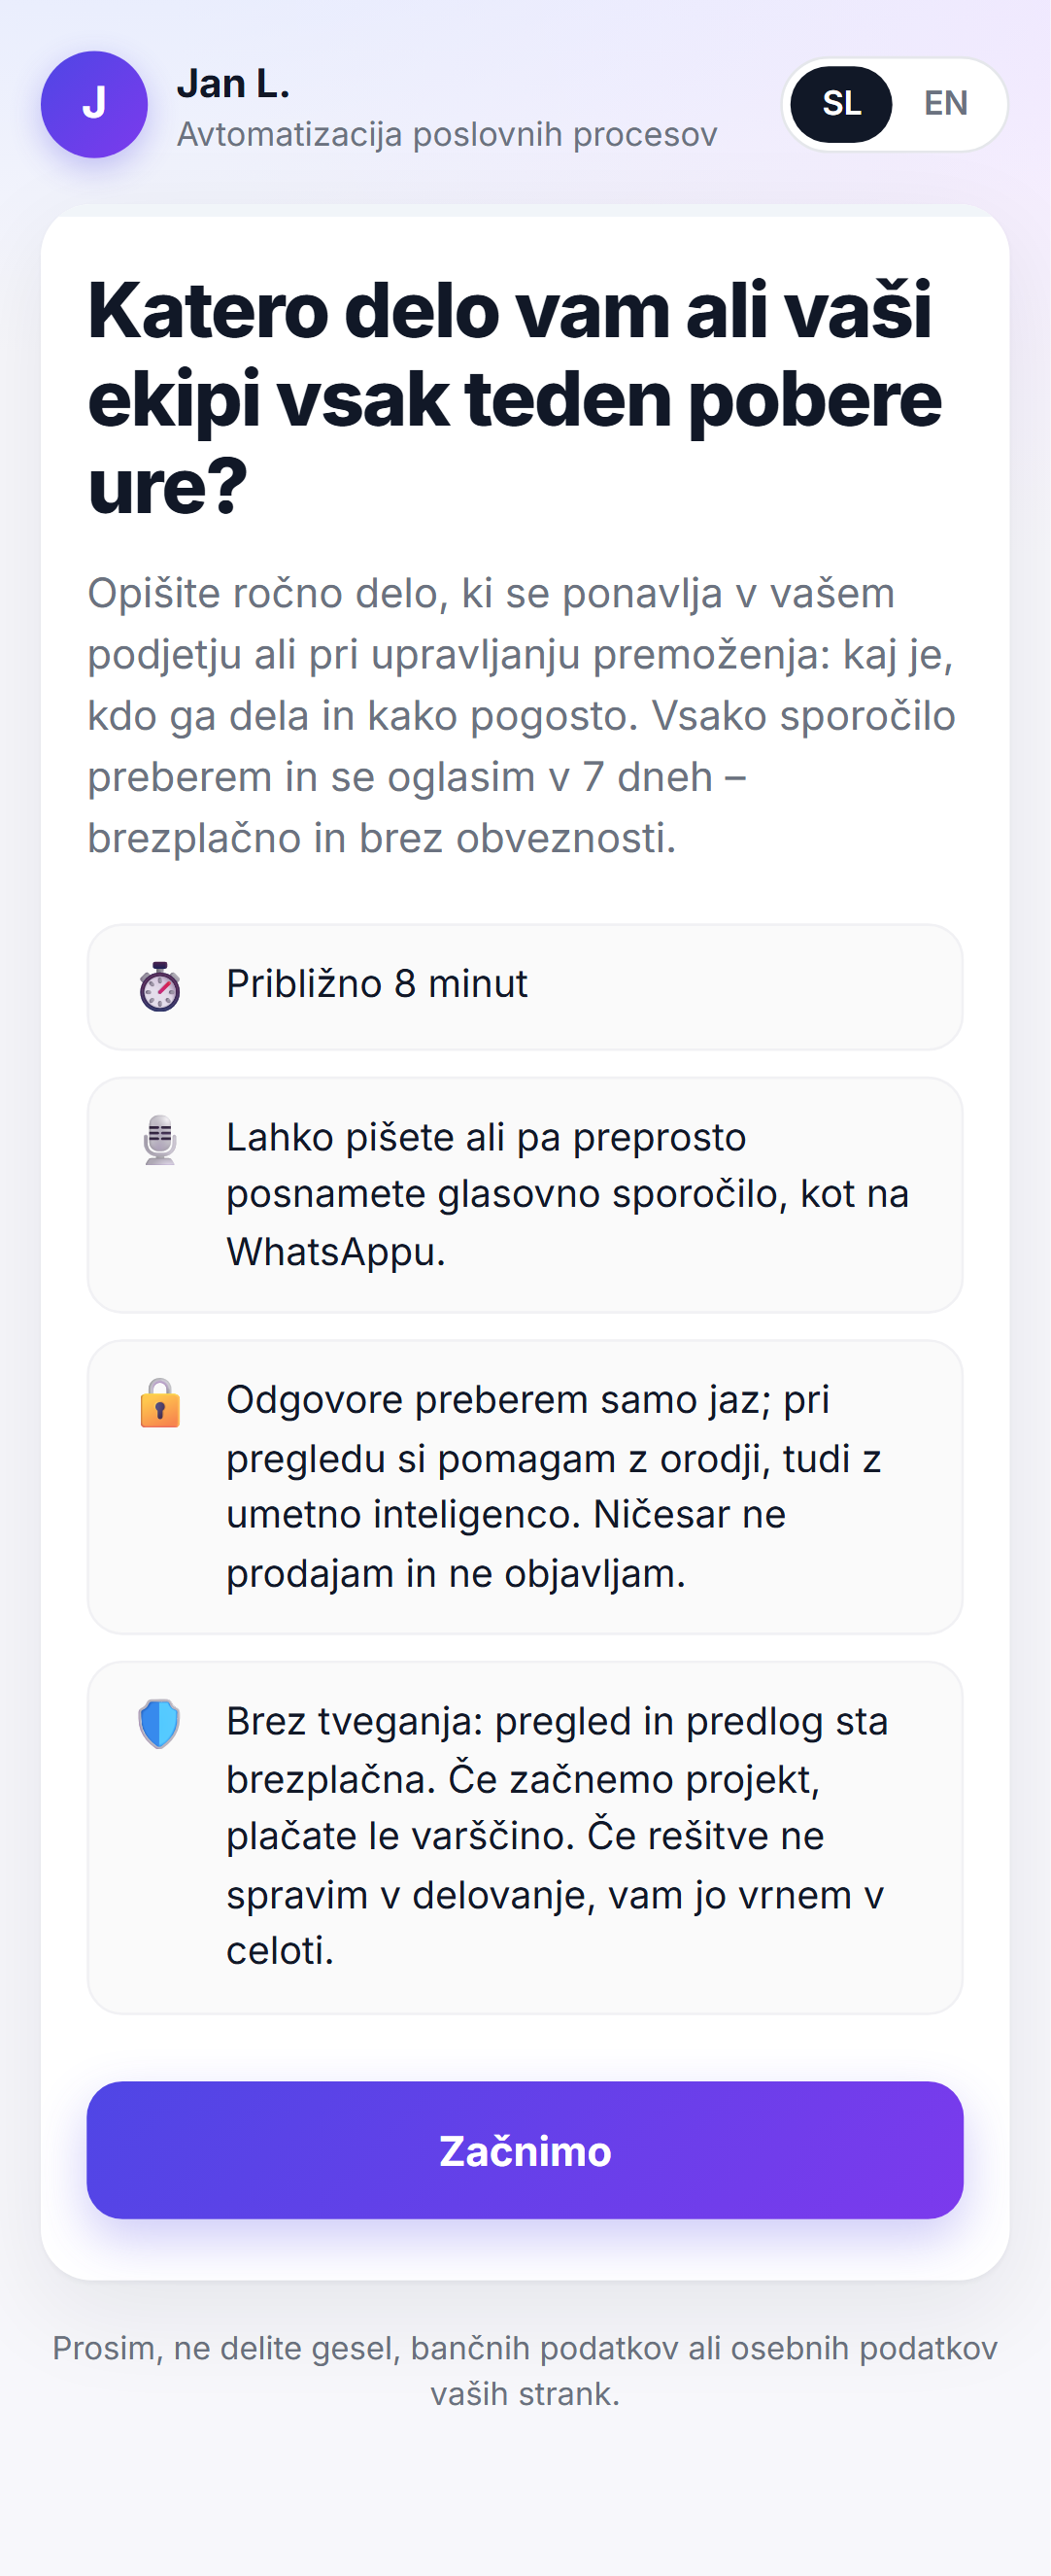 J
Jan L.
Avtomatizacija poslovnih procesov
SL
EN
Katero delo vam ali vaši
ekipi vsak teden pobere
ure?
Opišite ročno delo, ki se ponavlja v vašem
podjetju ali pri upravljanju premoženja: kaj je,
kdo ga dela in kako pogosto. Vsako sporočilo
preberem in se oglasim v 7 dneh –
brezplačno in brez obveznosti.
Približno 8 minut
Lahko pišete ali pa preprosto
posnamete glasovno sporočilo, kot na
WhatsAppu.
Odgovore preberem samo jaz; pri
pregledu si pomagam z orodji, tudi z
umetno inteligenco. Ničesar ne
prodajam in ne objavljam.
Brez tveganja: pregled in predlog sta
brezplačna. Če začnemo projekt,
plačate le varščino. Če rešitve ne
spravim v delovanje, vam jo vrnem v
celoti.
Začnimo
Prosim, ne delite gesel, bančnih podatkov ali osebnih podatkov
vaših strank.